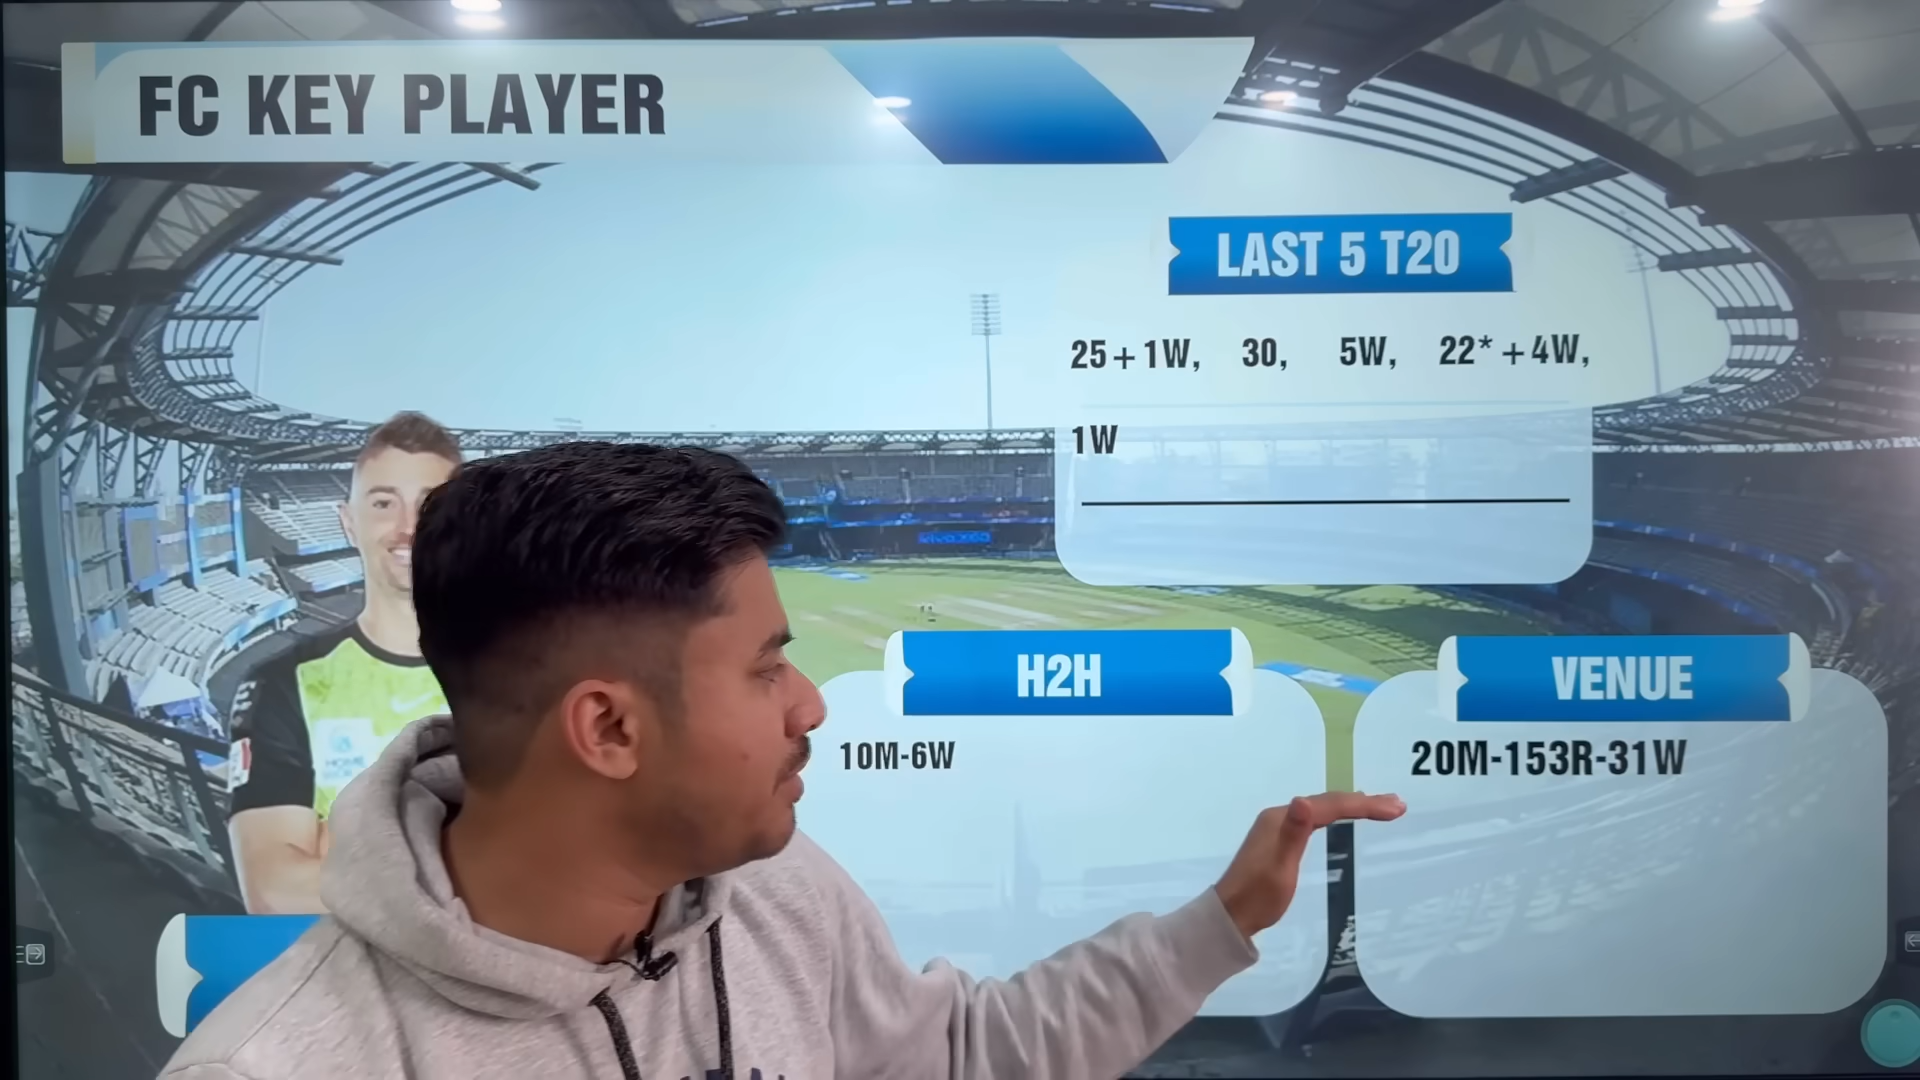 FC KEY PLAYER
LAST 5 T20
25+1W, 30, 5W, 22*+4W,
1W
H2H
VENUE
10M-6W
20M-153R-31W
HOME